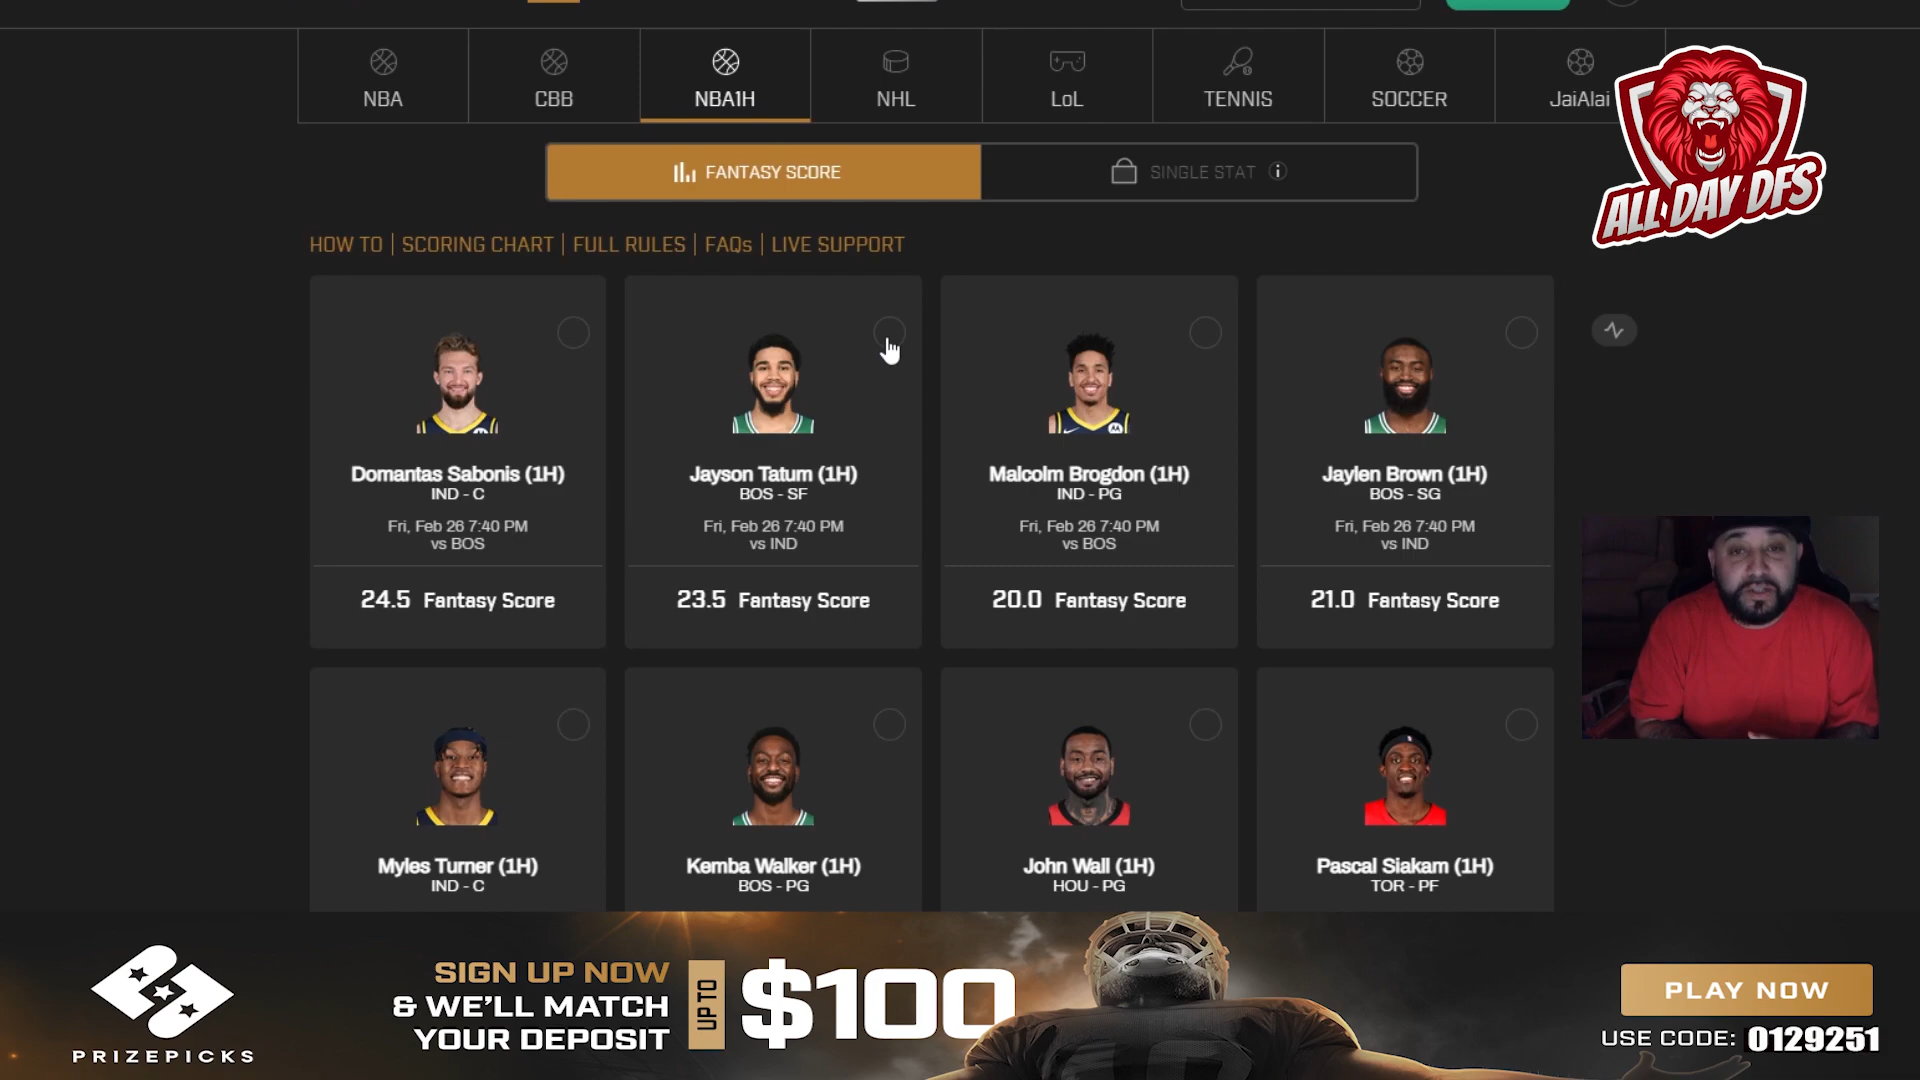 NBA
CBB
NBA1H
NHL
LoL
TENNIS
SOCCER
JaiAlai
ALL DAY DFS
FANTASY SCORE
SINGLE STAT
HOW TO | SCORING CHART | FULL RULES | FAQs | LIVE SUPPORT
Domantas Sabonis (1H)
IND - C
Fri, Feb 26 7:40 PM
vs BOS
24.5 Fantasy Score
Jayson Tatum (1H)
BOS - SF
Fri, Feb 26 7:40 PM
vs IND
23.5 Fantasy Score
Malcolm Brogdon (1H)
IND - PG
Fri, Feb 26 7:40 PM
vs BOS
20.0 Fantasy Score
Jaylen Brown (1H)
BOS - SG
Fri, Feb 26 7:40 PM
vs IND
21.0 Fantasy Score
Myles Turner (1H)
IND - C
Kemba Walker (1H)
BOS - PG
John Wall (1H)
HOU - PG
Pascal Siakam (1H)
TOR - PF
PRIZEPICKS
SIGN UP NOW
& WE'LL MATCH
YOUR DEPOSIT
UP TO
$100
PLAY NOW
USE CODE: 0129251